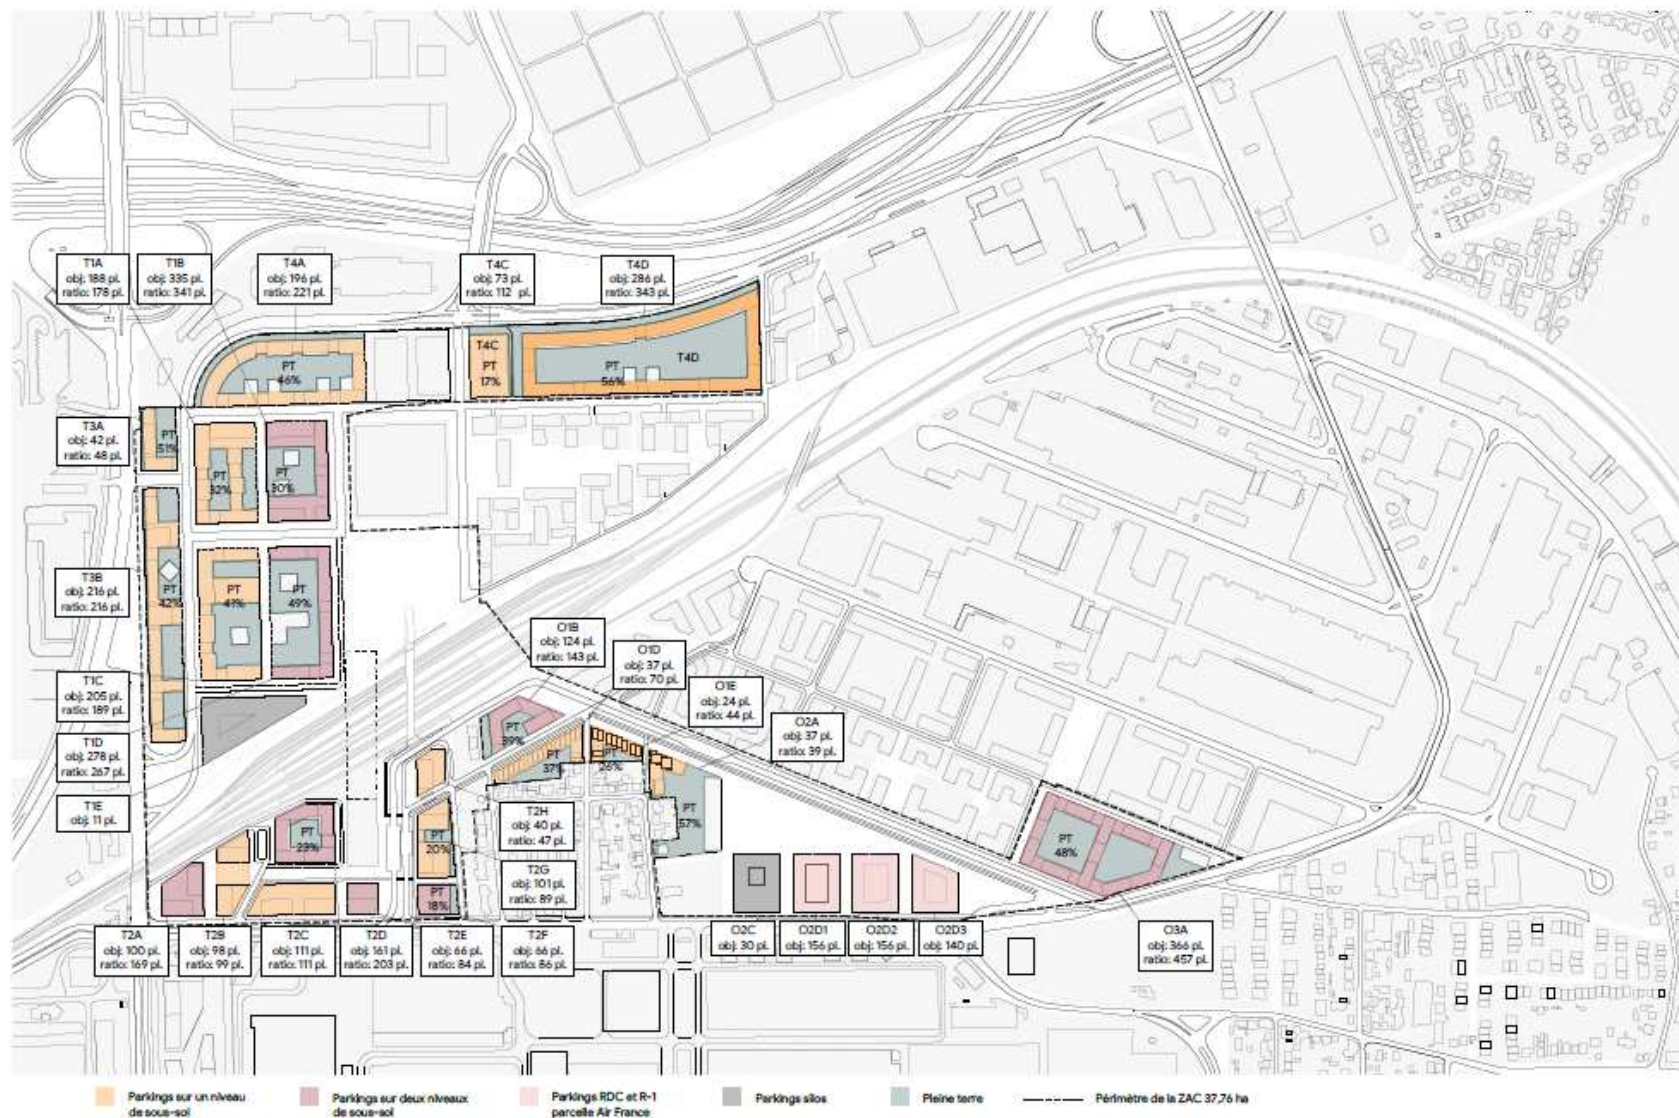 T1A
obj: 188 pl.
ratio: 178 pl.
T1B
obj: 335 pl.
ratio: 341 pl.
T4A
obj: 196 pl.
ratio: 221 pl.
T4C
obj: 73 pl.
ratio: 112 pl.
T4D
obj: 286 pl.
ratio: 343 pl.
T4C
PT
17%
T4D
PT
56%
PT
46%
T3A
obj: 42 pl.
ratio: 48 pl.
PT
51%
PT
32%
PT
30%
T3B
obj: 216 pl.
ratio: 216 pl.
PT
42%
PT
41%
PT
49%
O1B
obj: 124 pl.
ratio: 143 pl.
O1D
obj: 37 pl.
ratio: 70 pl.
O1E
obj: 24 pl.
ratio: 44 pl.
O2A
obj: 37 pl.
ratio: 39 pl.
T1C
obj: 205 pl.
ratio: 189 pl.
T1D
obj: 278 pl.
ratio: 267 pl.
T1E
obj: 11 pl.
PT
39%
PT
37%
PT
26%
PT
57%
T2H
obj: 40 pl.
ratio: 47 pl.
T2G
obj: 101 pl.
ratio: 89 pl.
PT
23%
PT
20%
PT
18%
PT
48%
T2A
obj: 100 pl.
ratio: 169 pl.
T2B
obj: 98 pl.
ratio: 99 pl.
T2C
obj: 111 pl.
ratio: 111 pl.
T2D
obj: 161 pl.
ratio: 203 pl.
T2E
obj: 66 pl.
ratio: 84 pl.
T2F
obj: 66 pl.
ratio: 86 pl.
O2C
obj: 30 pl.
O2D1
obj: 156 pl.
O2D2
obj: 156 pl.
O2D3
obj: 140 pl.
O3A
obj: 366 pl.
ratio: 457 pl.
Parkings sur un niveau
de sous-sol
Parkings sur deux niveaux
de sous-sol
Parkings RDC et R-1
parcelle Air France
Parkings silos
Pleine terre
Périmètre de la ZAC 37,76 ha